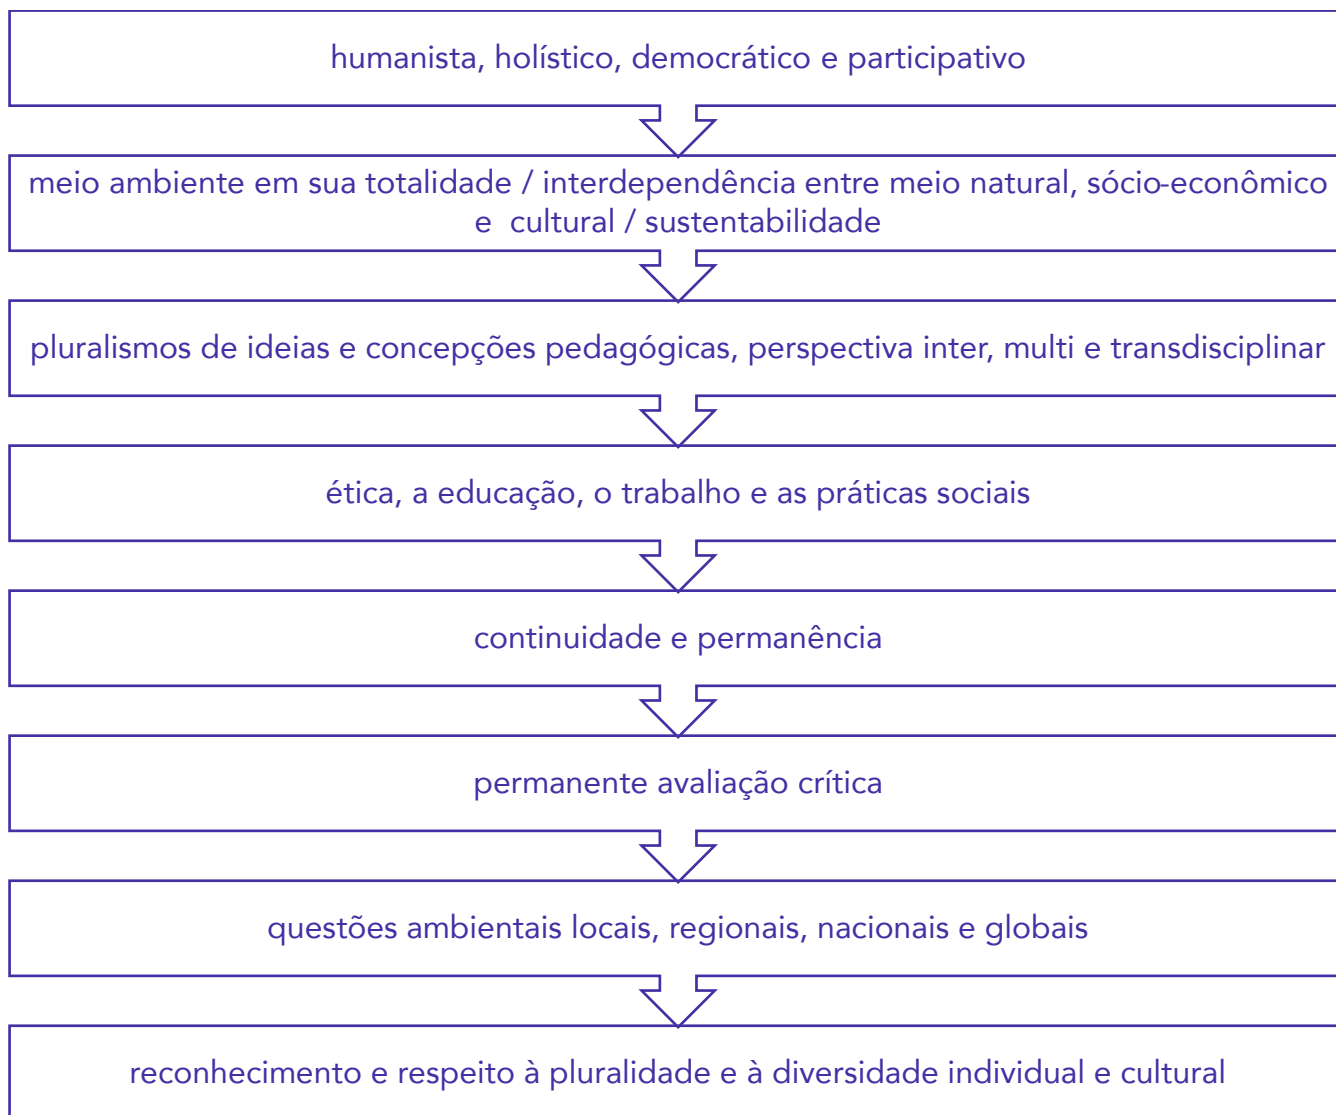 humanista, holístico, democrático e participativo
meio ambiente em sua totalidade / interdependência entre meio natural, sócio-econômico
e cultural / sustentabilidade
pluralismos de ideias e concepções pedagógicas, perspectiva inter, multi e transdisciplinar
ética, a educação, o trabalho e as práticas sociais
continuidade e permanência
permanente avaliação crítica
questões ambientais locais, regionais, nacionais e globais
reconhecimento e respeito à pluralidade e à diversidade individual e cultural